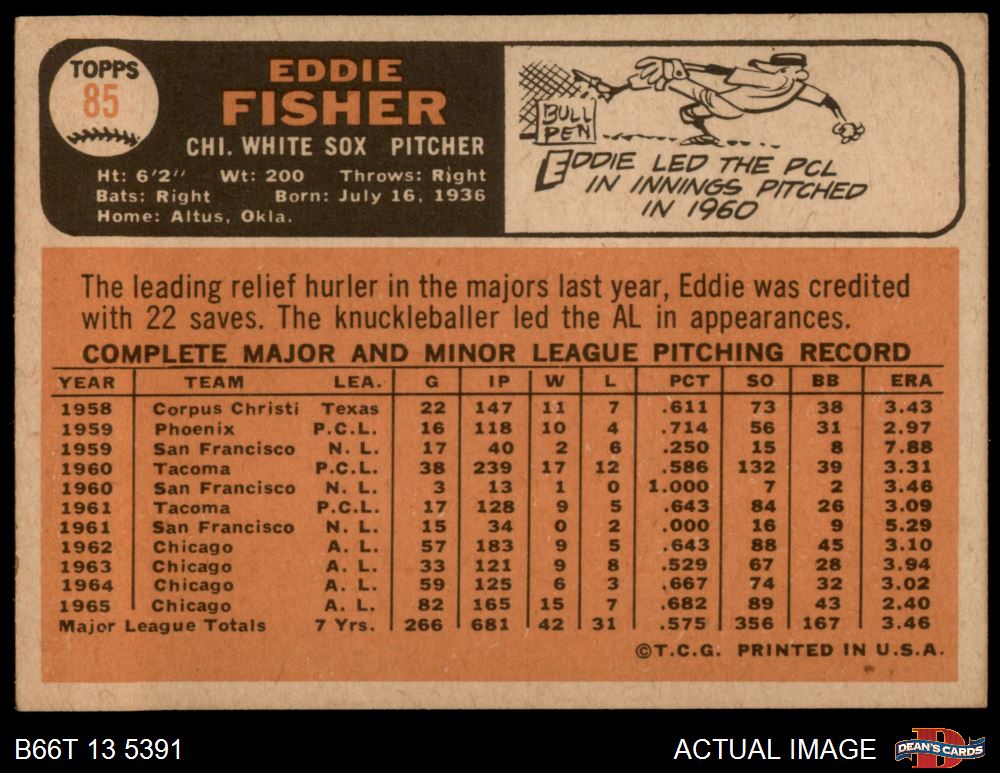 TOPPS
85
EDDIE
FISHER
CHI. WHITE SOX PITCHER
Ht: 6'2" Wt: 200 Throws: Right
Bats: Right Born: July 16, 1936
Home: Altus, Okla.
BULL
PEN
EDDIE LED THE PCL
IN INNINGS PITCHED
IN 1960
The leading relief hurler in the majors last year, Eddie was credited
with 22 saves. The knuckleballer led the AL in appearances.
COMPLETE MAJOR AND MINOR LEAGUE PITCHING RECORD
YEAR TEAM LEA. G IP W L PCT SO BB ERA
1958 Corpus Christi Texas 22 147 11 7 .611 73 38 3.43
1959 Phoenix P.C.L. 16 118 10 4 .714 56 31 2.97
1959 San Francisco N. L. 17 40 2 6 .250 15 8 7.88
1960 Tacoma P.C.L. 38 239 17 12 .586 132 39 3.31
1960 San Francisco N. L. 3 13 1 0 1.000 7 2 3.46
1961 Tacoma P.C.L. 17 128 9 5 .643 84 26 3.09
1961 San Francisco N. L. 15 34 0 2 .000 16 9 5.29
1962 Chicago A. L. 57 183 9 5 .643 88 45 3.10
1963 Chicago A. L. 33 121 9 8 .529 67 28 3.94
1964 Chicago A. L. 59 125 6 3 .667 74 32 3.02
1965 Chicago A. L. 82 165 15 7 .682 89 43 2.40
Major League Totals 7 Yrs. 266 681 42 31 .575 356 167 3.46
©T.C.G. PRINTED IN U.S.A.
B66T 13 5391
ACTUAL IMAGE
DEAN'S CARDS